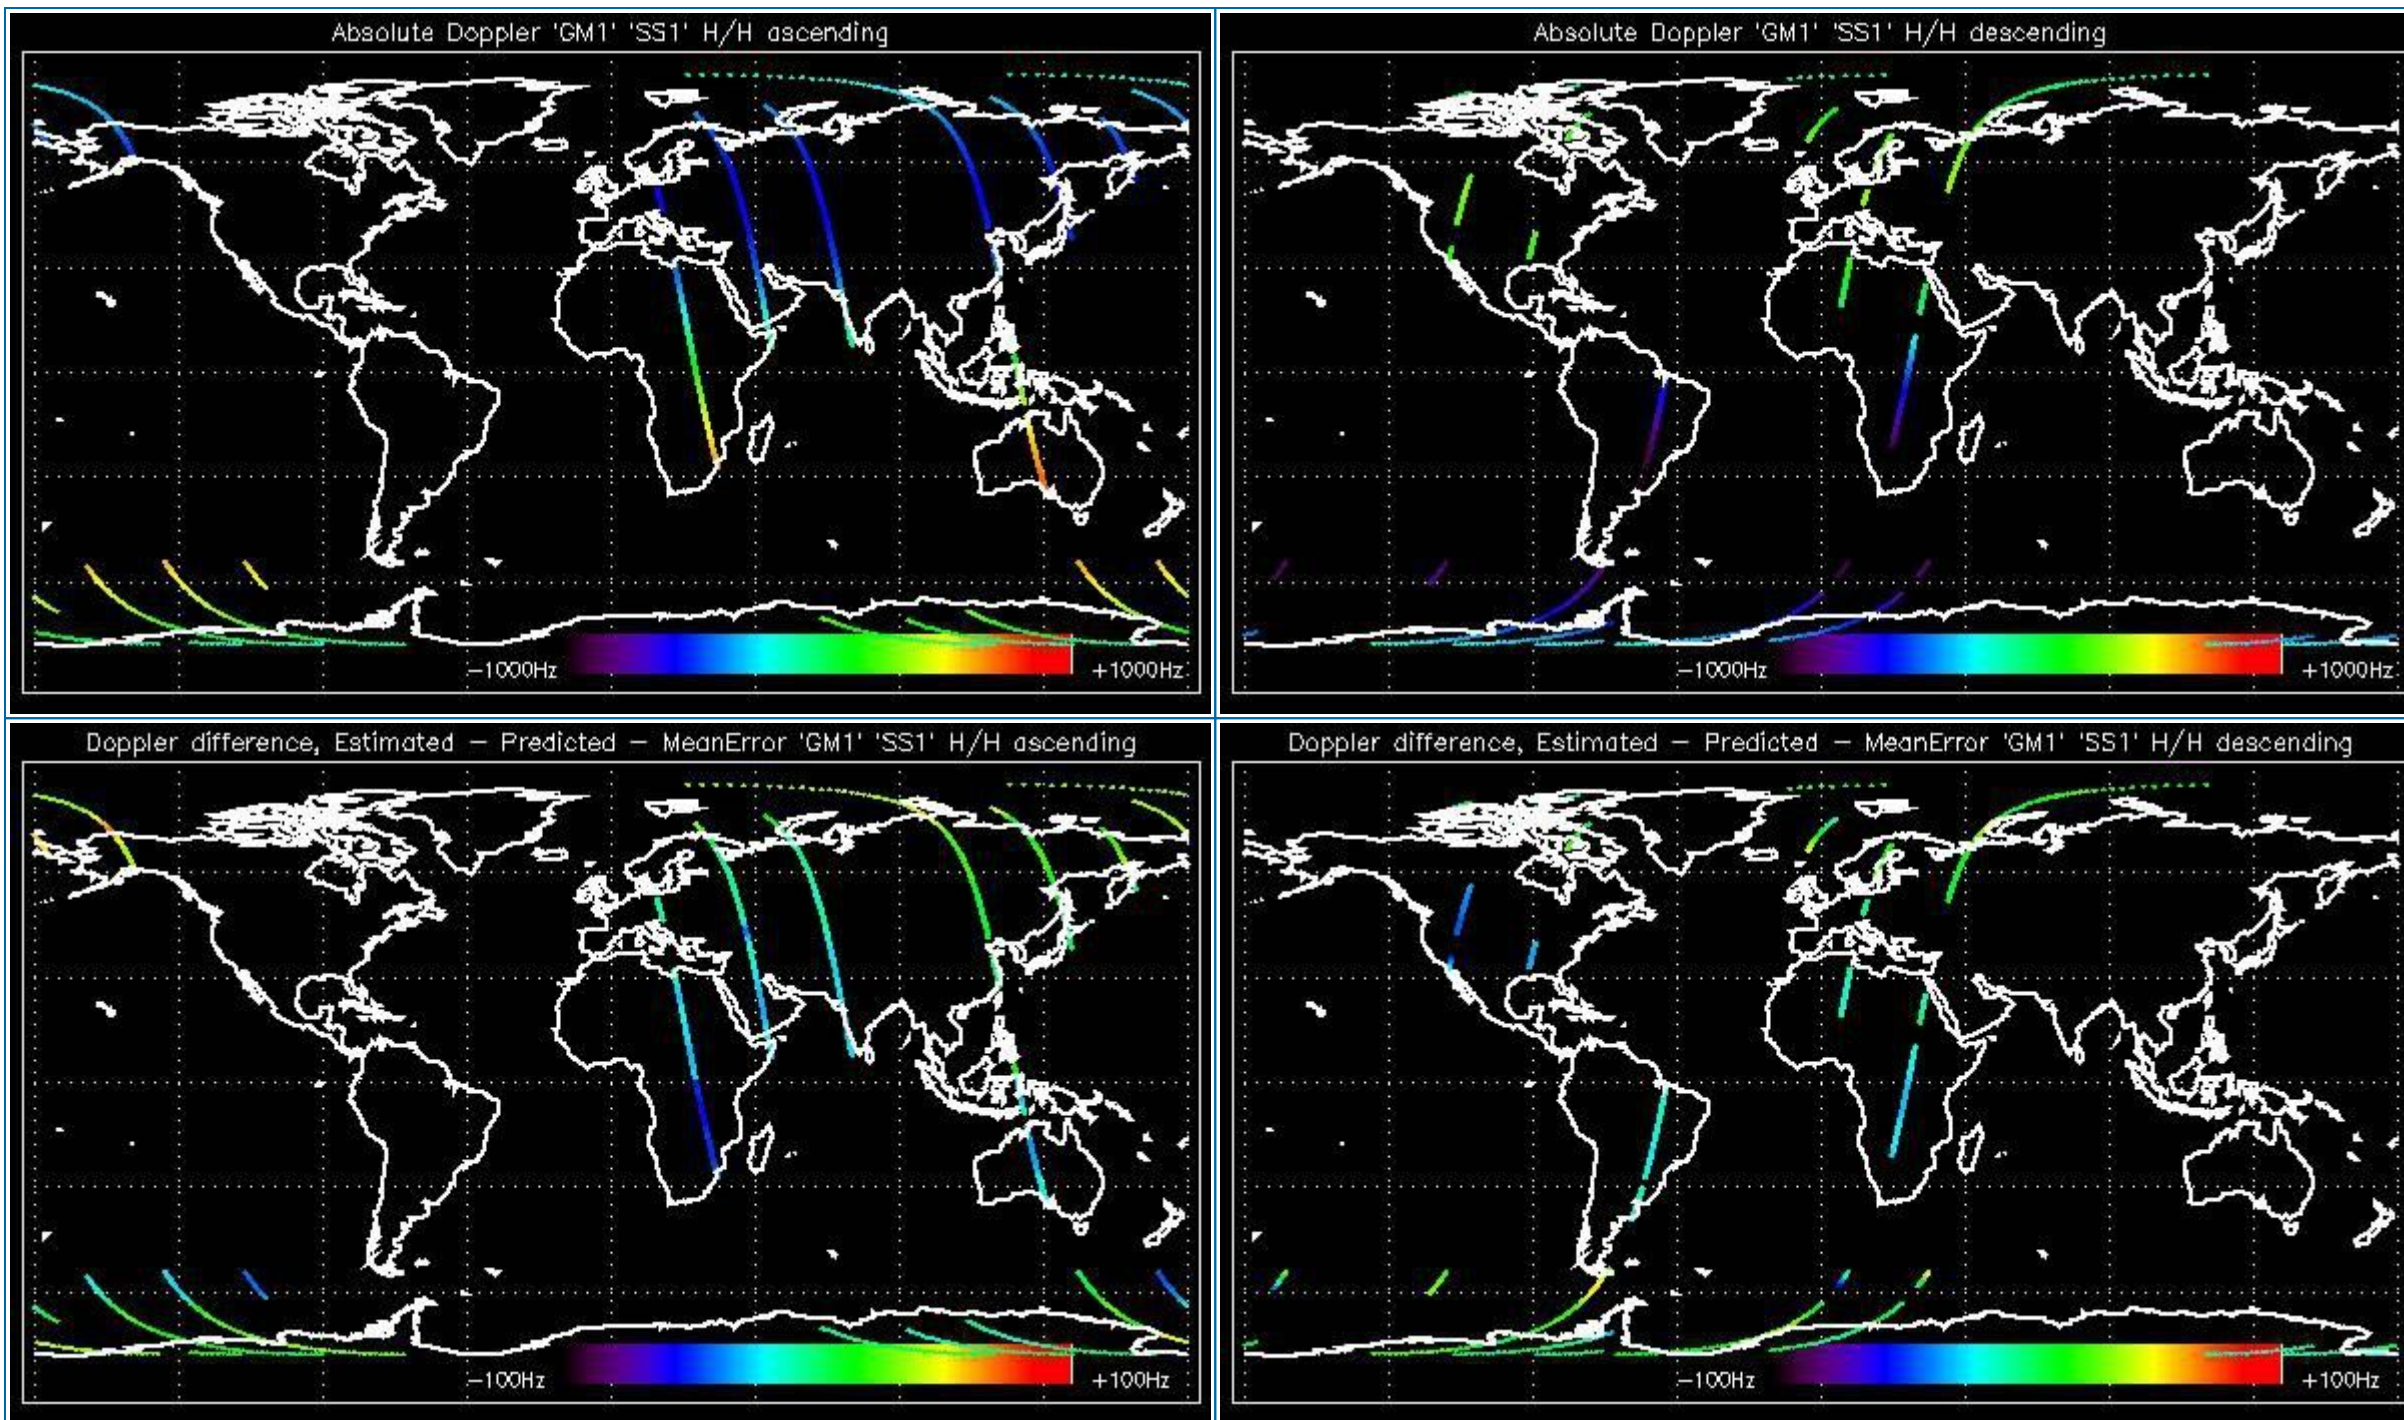 Absolute Doppler 'GM1' 'SS1' H/H ascending
−1000Hz
+1000Hz
Absolute Doppler 'GM1' 'SS1' H/H descending
−1000Hz
+1000Hz
Doppler difference, Estimated − Predicted − MeanError 'GM1' 'SS1' H/H ascending
−100Hz
+100Hz
Doppler difference, Estimated − Predicted − MeanError 'GM1' 'SS1' H/H descending
−100Hz
+100Hz